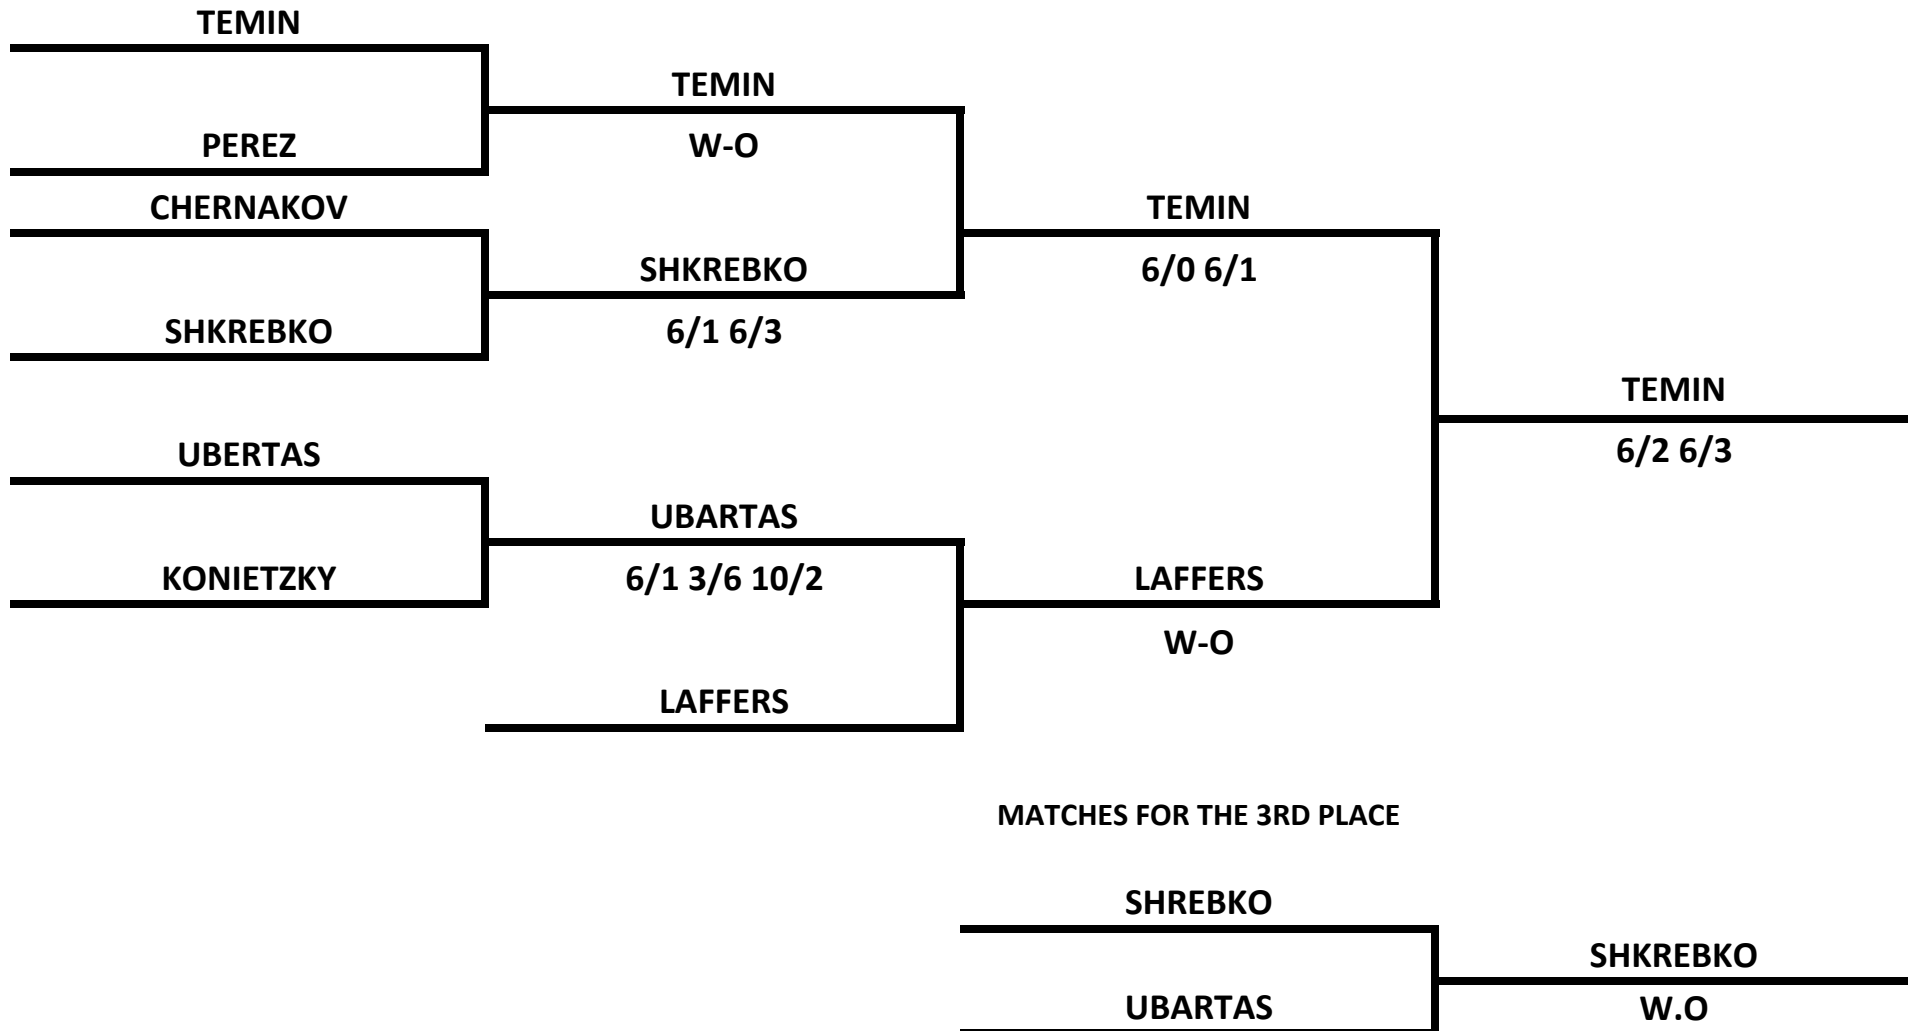 TEMIN
TEMIN
PEREZ
W-O
CHERNAKOV
TEMIN
SHKREBKO
6/0 6/1
SHKREBKO
6/1 6/3
TEMIN
UBERTAS
6/2 6/3
UBARTAS
KONIETZKY
6/1 3/6 10/2
LAFFERS
W-O
LAFFERS
MATCHES FOR THE 3RD PLACE
SHREBKO
SHKREBKO
UBARTAS
W.O